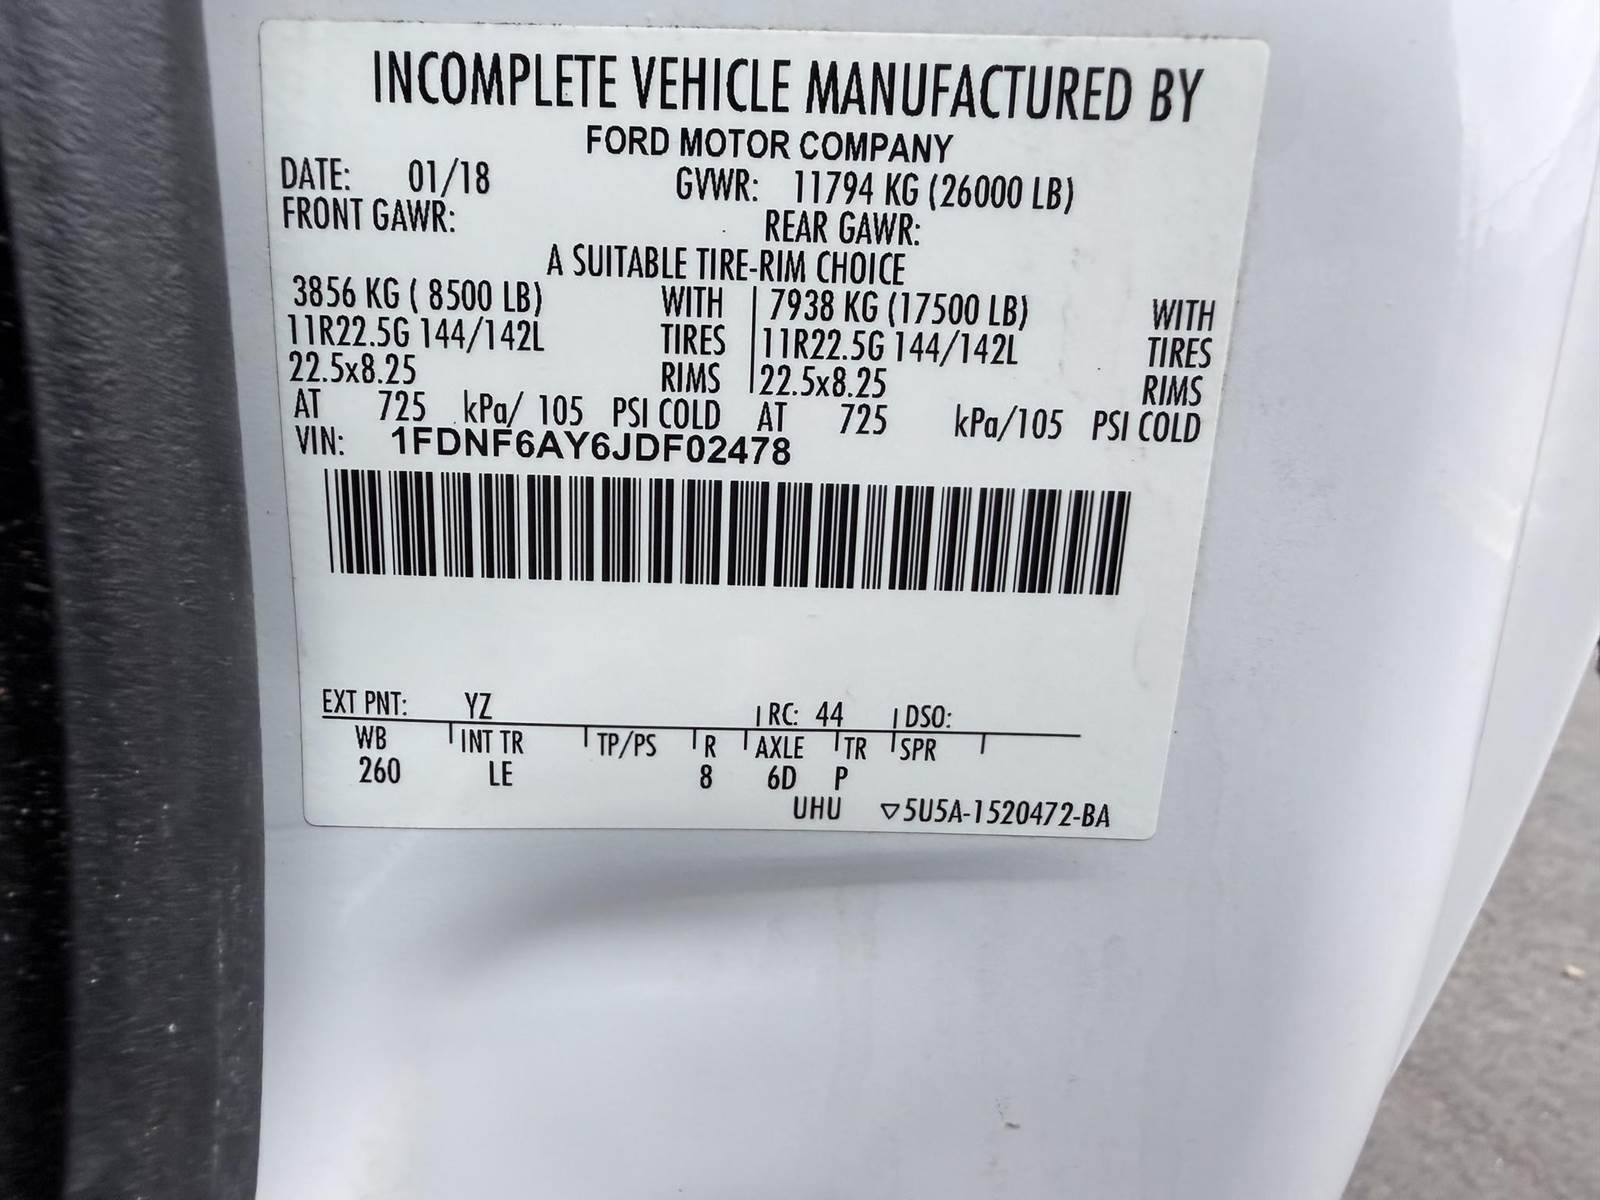 INCOMPLETE VEHICLE MANUFACTURED BY
FORD MOTOR COMPANY
DATE: 01/18 GVWR: 11794 KG (26000 LB)
FRONT GAWR: REAR GAWR:
A SUITABLE TIRE-RIM CHOICE
3856 KG ( 8500 LB) WITH 7938 KG (17500 LB) WITH
11R22.5G 144/142L TIRES 11R22.5G 144/142L TIRES
22.5x8.25 RIMS 22.5x8.25 RIMS
AT 725 kPa/ 105 PSI COLD AT 725 kPa/105 PSI COLD
VIN: 1FDNF6AY6JDF02478
EXT PNT: YZ RC: 44 DSO:
WB INT TR TP/PS R AXLE TR SPR
260 LE 8 6D P
UHU ▽5U5A-1520472-BA